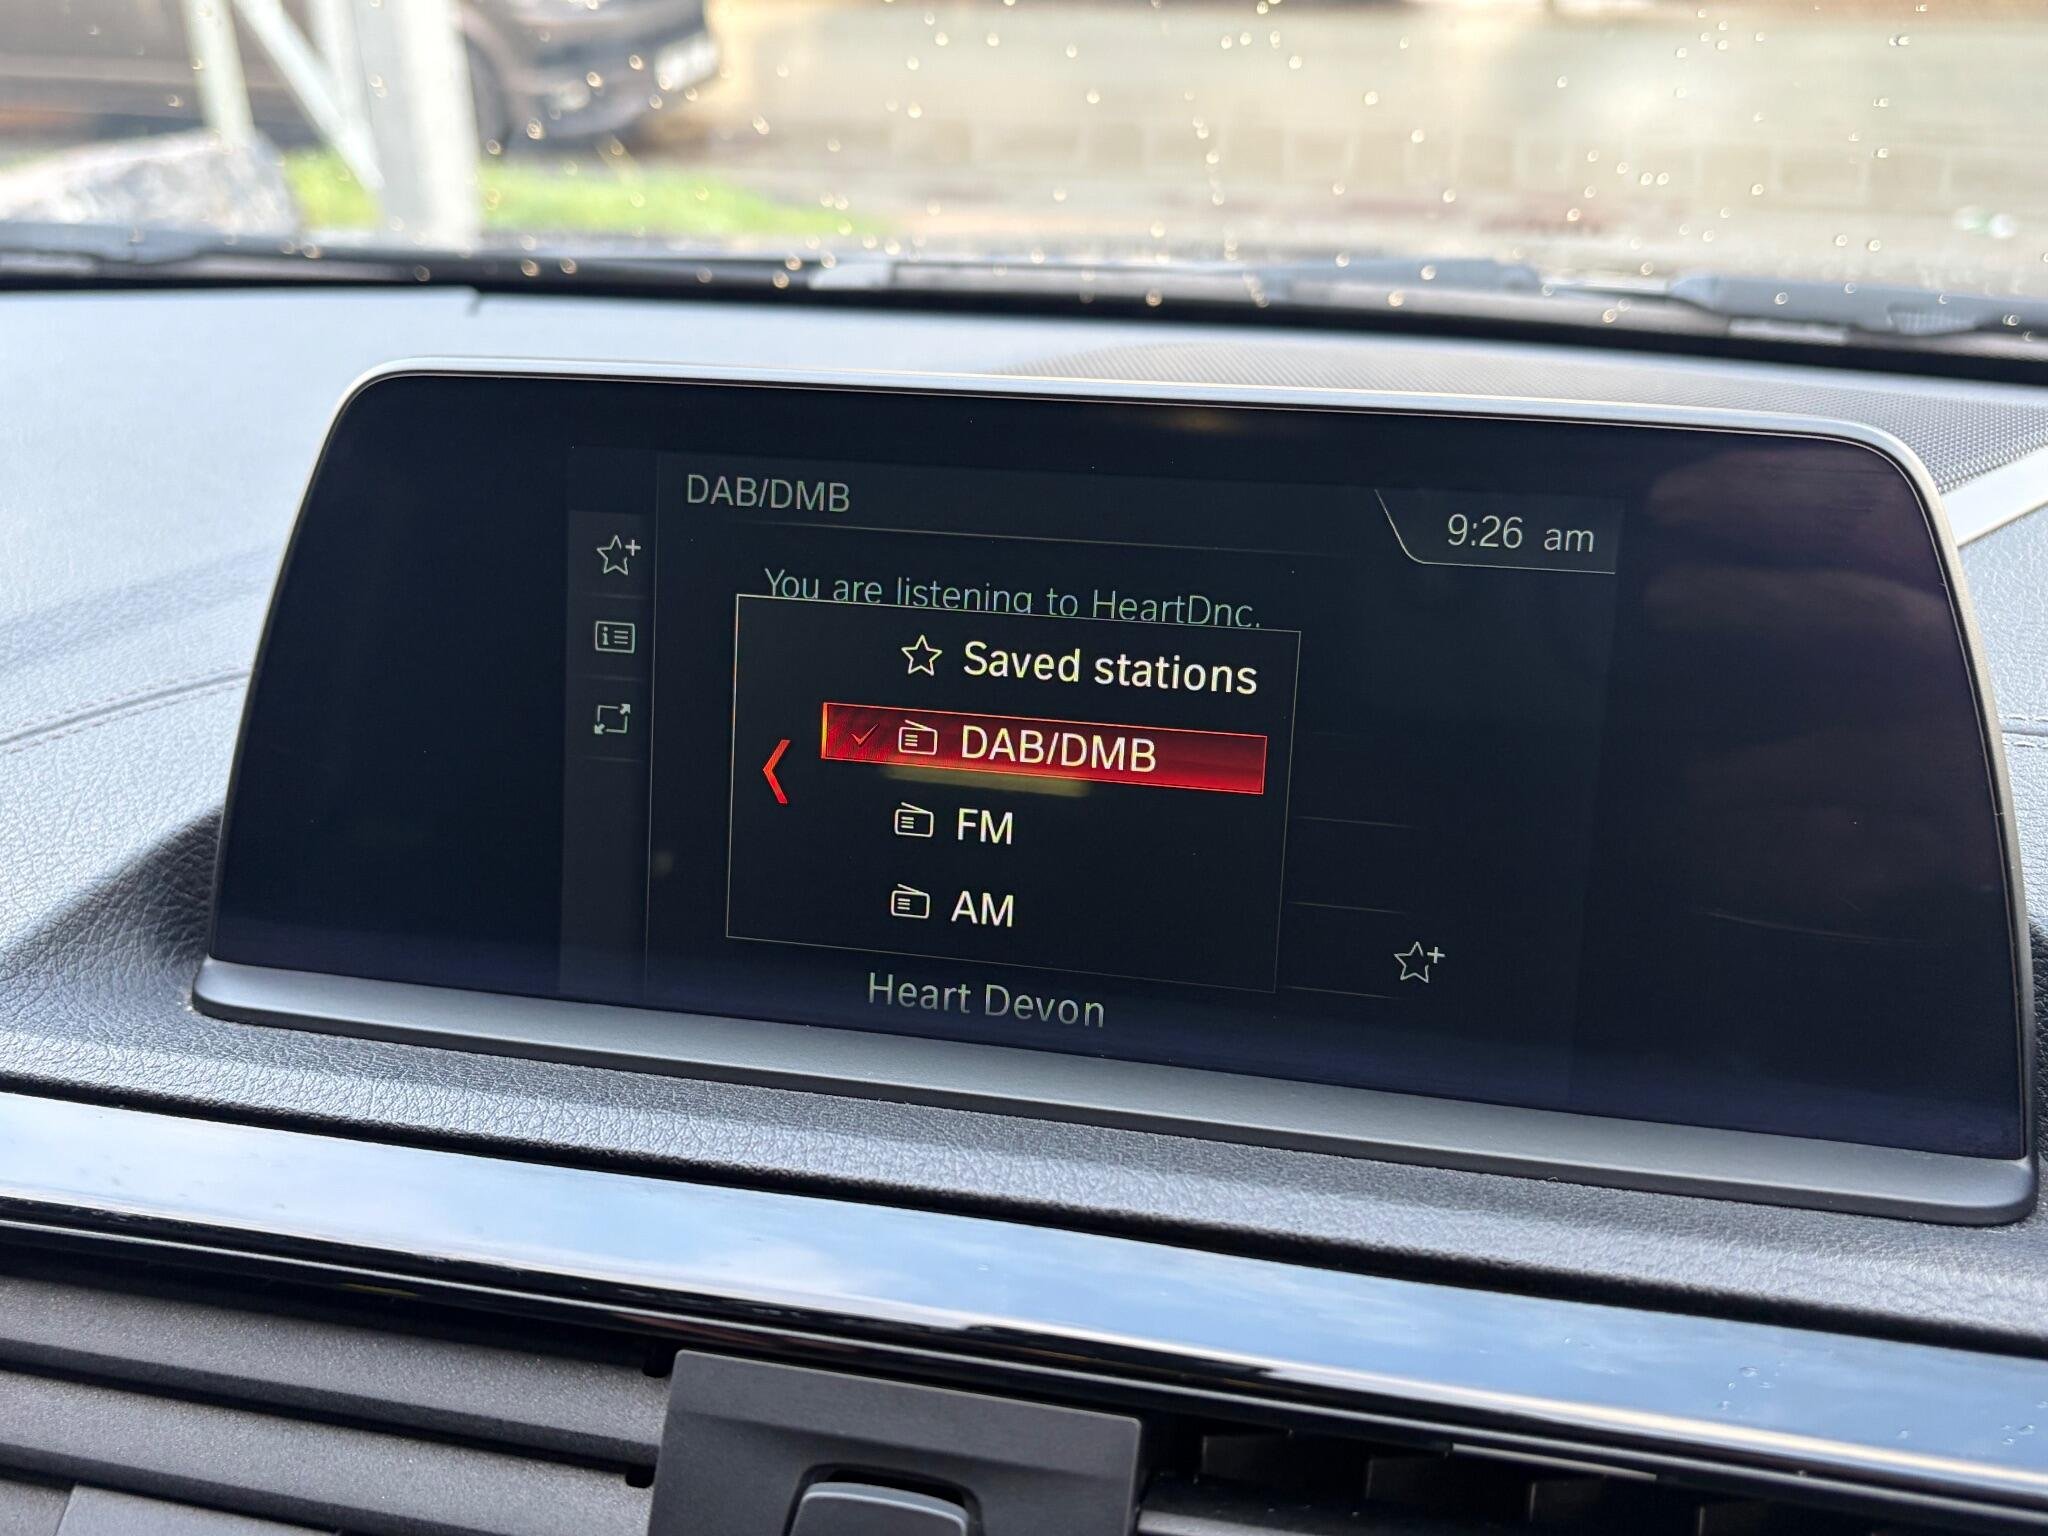 DAB/DMB
9:26 am
You are listening to HeartDnc.
Saved stations
DAB/DMB
FM
AM
Heart Devon